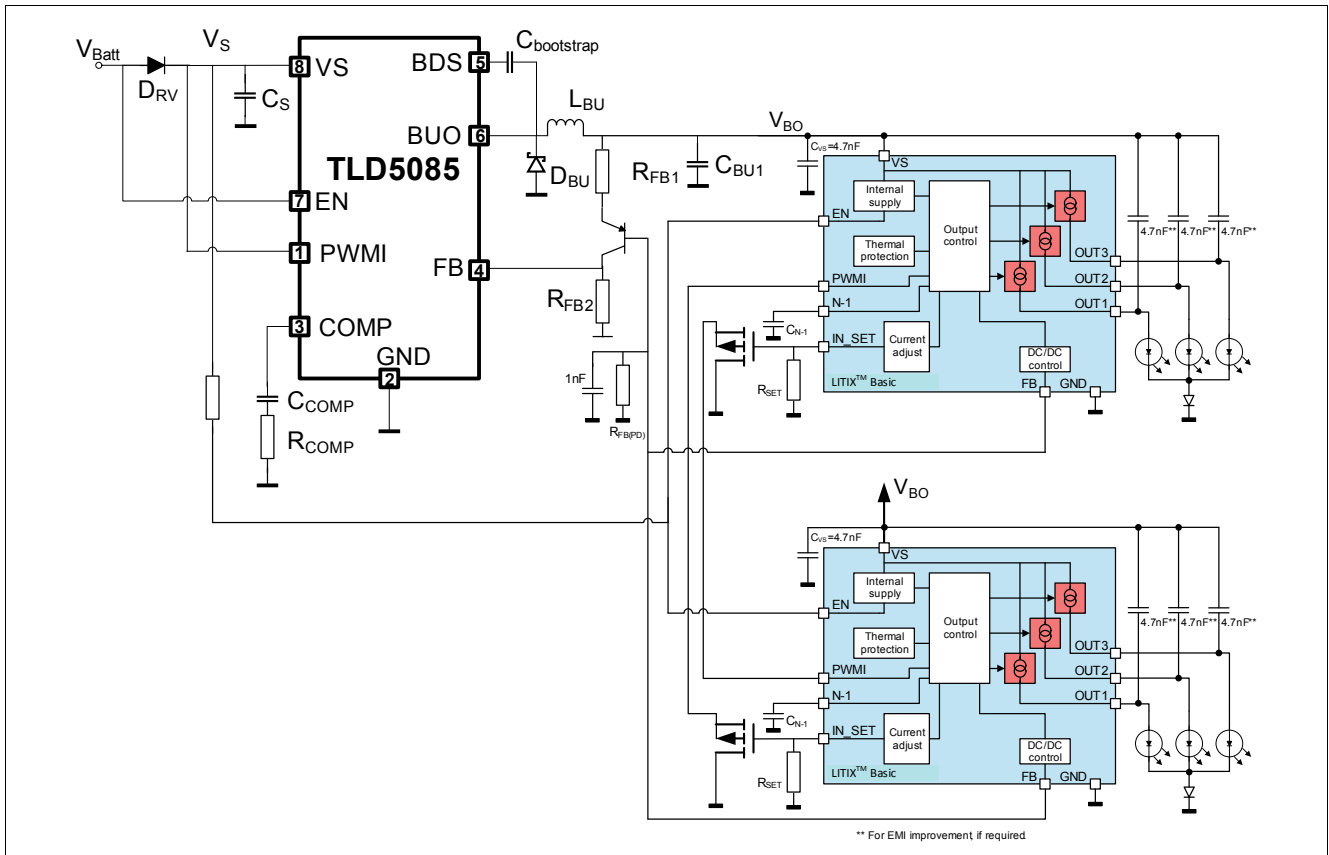 VBatt
DRV
VS
CS
8 VS
BDS 5
Cbootstrap
BUO 6
TLD5085
7 EN
1 PWMI
FB 4
3 COMP
GND
2
CCOMP
RCOMP
LBU
DBU
RFB1
CBU1
RFB2
1nF
RFB(PD)
VBO
CVS=4.7nF
VS
Internal supply
EN
Thermal protection
Output control
PWMI
N-1
CN-1
IN_SET
Current adjust
RSET
DC/DC control
LITIX™ Basic
FB
GND
OUT3
OUT2
OUT1
4.7nF**
4.7nF**
4.7nF**
VBO
CVS=4.7nF
VS
Internal supply
EN
Thermal protection
Output control
PWMI
N-1
CN-1
IN_SET
Current adjust
RSET
DC/DC control
LITIX™ Basic
FB
GND
OUT3
OUT2
OUT1
4.7nF**
4.7nF**
4.7nF**
** For EMI improvement, if required.